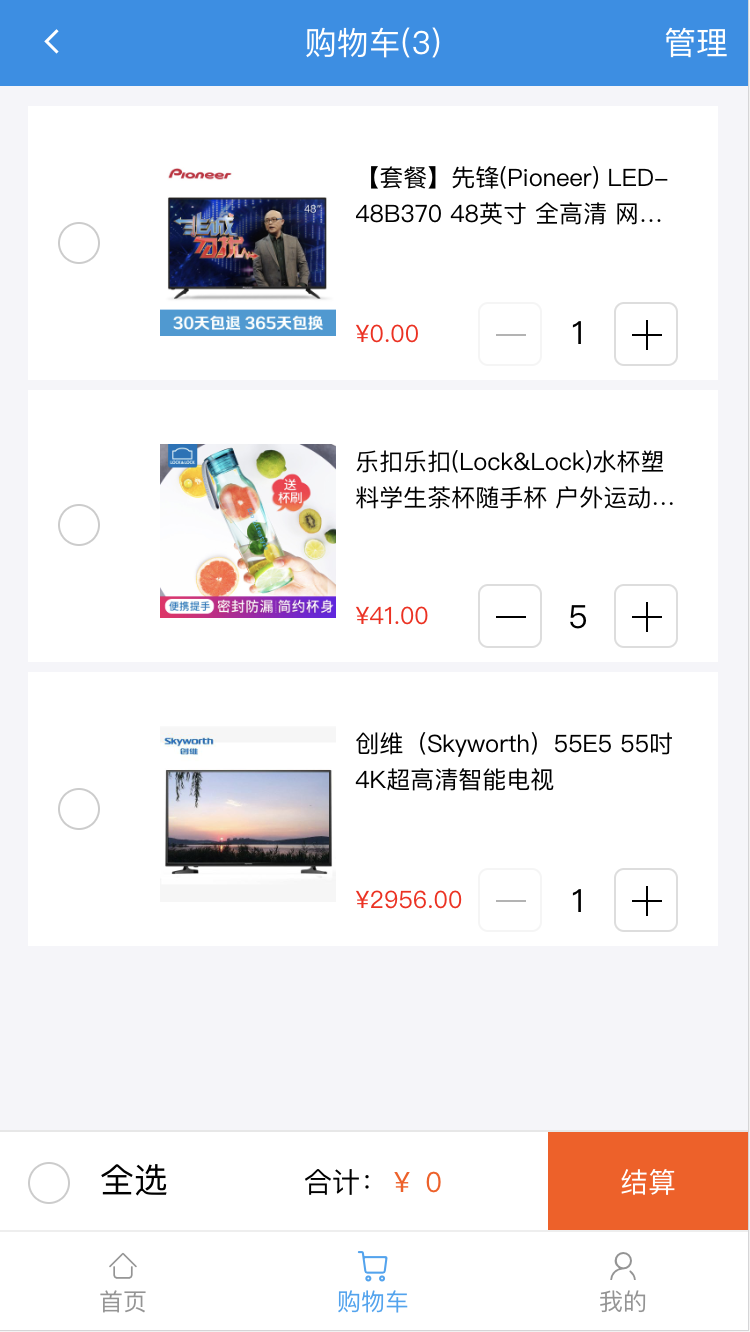 购物车(3)
管理
Pioneer
48"
非诚
勿扰
30天包退 365天包换
【套餐】先锋(Pioneer) LED-
48B370 48英寸 全高清 网...
¥0.00
1
LOCK&LOCK
送
杯刷
便携提手 密封防漏 简约杯身
乐扣乐扣(Lock&Lock)水杯塑
料学生茶杯随手杯 户外运动...
¥41.00
5
Skyworth
创维
创维（Skyworth）55E5 55吋
4K超高清智能电视
¥2956.00
1
全选
合计：
¥ 0
结算
首页
购物车
我的